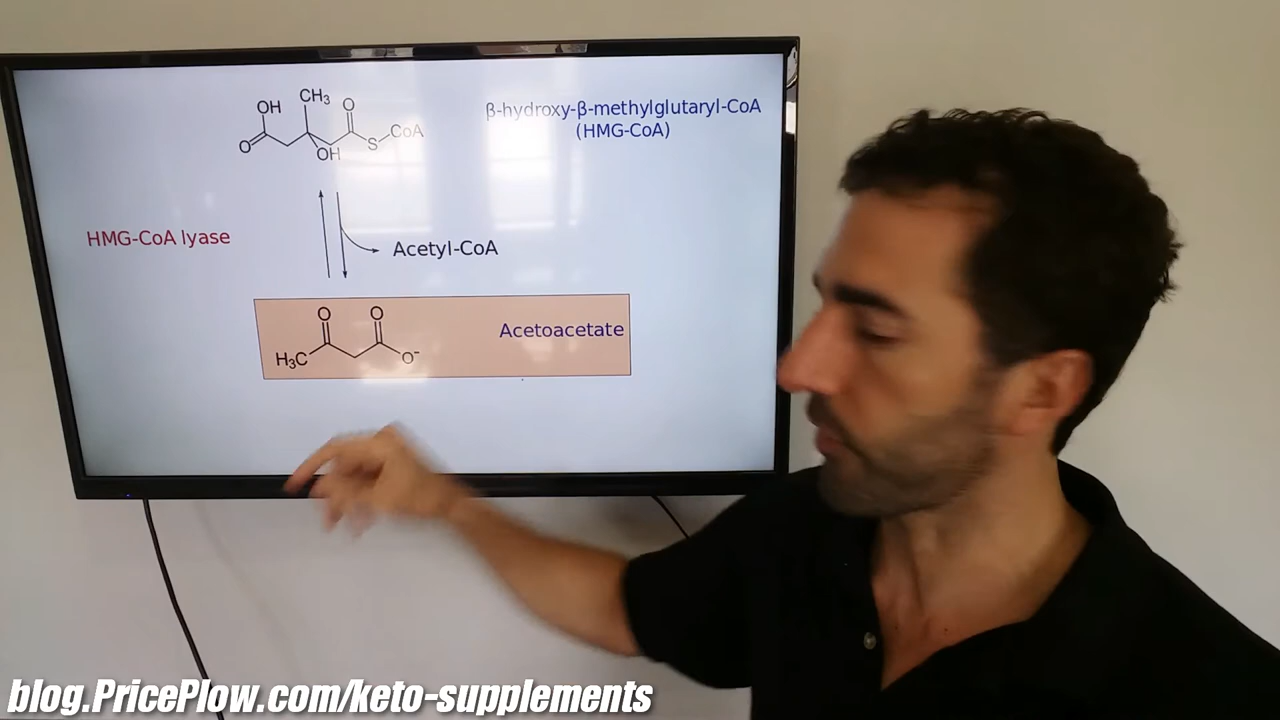 OH
CH₃
O
O
S
CoA
OH
β-hydroxy-β-methylglutaryl-CoA
(HMG-CoA)
HMG-CoA lyase
Acetyl-CoA
O
O
H₃C
O⁻
Acetoacetate
blog.PricePlow.com/keto-supplements